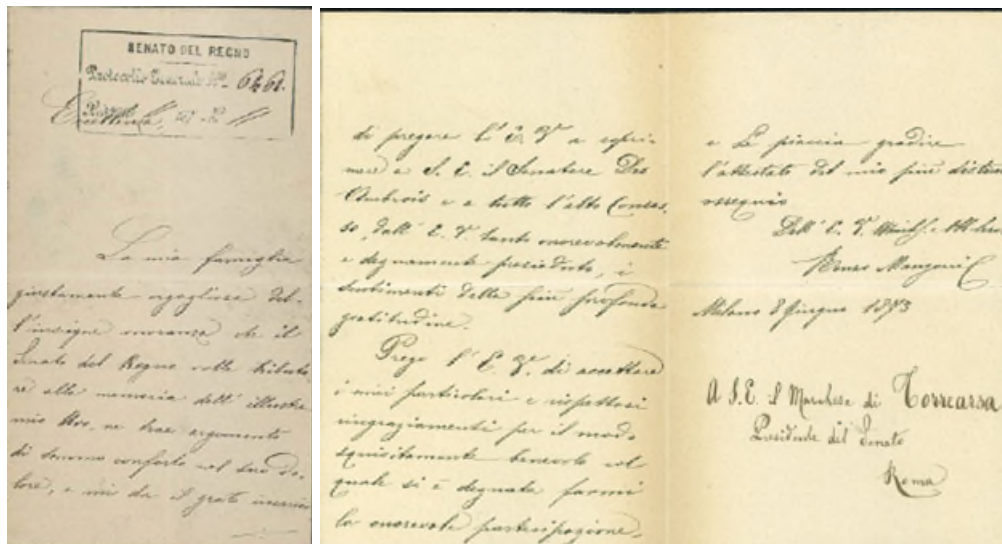 SENATO DEL REGNO
Protocollo Generale No 6461.
Eccellenza,
La mia famiglia
giustamente orgogliosa del-
l'insigne onoranza che il
Senato del Regno volle tributa-
re alla memoria dell' illustre
mio Avo, ne trae argomento
di sommo conforto nel suo do-
lore, e mi dà il grato incarico
di pregare l' E. V. a espri-
mere a S. E. il Senatore Des
Ambrois e a tutto l'alto Conses-
so, dall' E. V. tanto onorevolmente
e degnamente presieduto, i
sentimenti della più profonda
gratitudine.
Prego l' E. V. di accettare
i miei particolari e rispettosi
ringraziamenti per il modo
squisitamente benevolo col
quale si è degnata farmi
la onorevole partecipazione,
e Le piaccia gradire
l'attestato del mio più distinto
ossequio
Dell' E. V.
Manzoni
Milano 8 Giugno 1873
A S. E. il Marchese di Torrearsa
Presidente del Senato
Roma